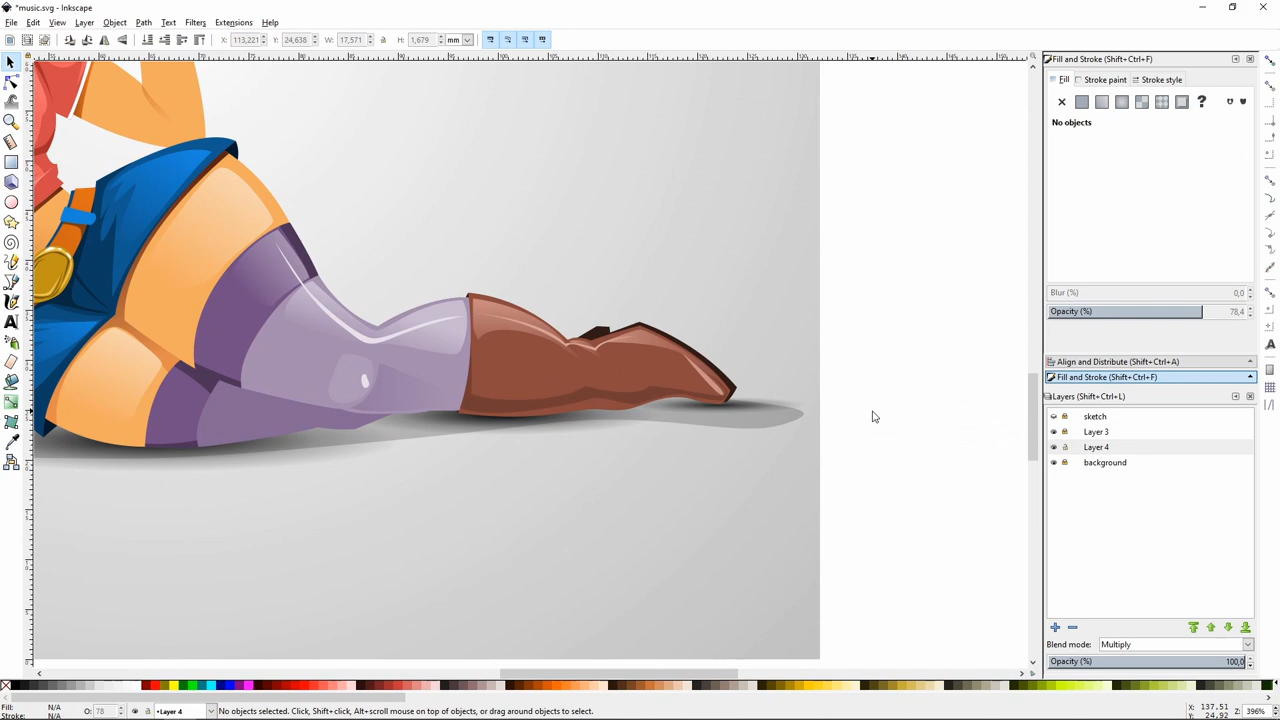 *music.svg - Inkscape
File Edit View Layer Object Path Text Filters Extensions Help
X: 113,221 Y: 24,638 W: 17,571 H: 1,679 mm
Fill and Stroke (Shift+Ctrl+F)
Fill Stroke paint Stroke style
?
No objects
Blur (%) 0,0
Opacity (%) 78,4
Align and Distribute (Shift+Ctrl+A)
Fill and Stroke (Shift+Ctrl+F)
Layers (Shift+Ctrl+L)
sketch
Layer 3
Layer 4
background
Blend mode: Multiply
Opacity (%) 100,0
Fill: N/A
Stroke: N/A
O: 78
•Layer 4
No objects selected. Click, Shift+click, Alt+scroll mouse on top of objects, or drag around objects to select.
X: 137,51
Y: 24,92
Z: 396%